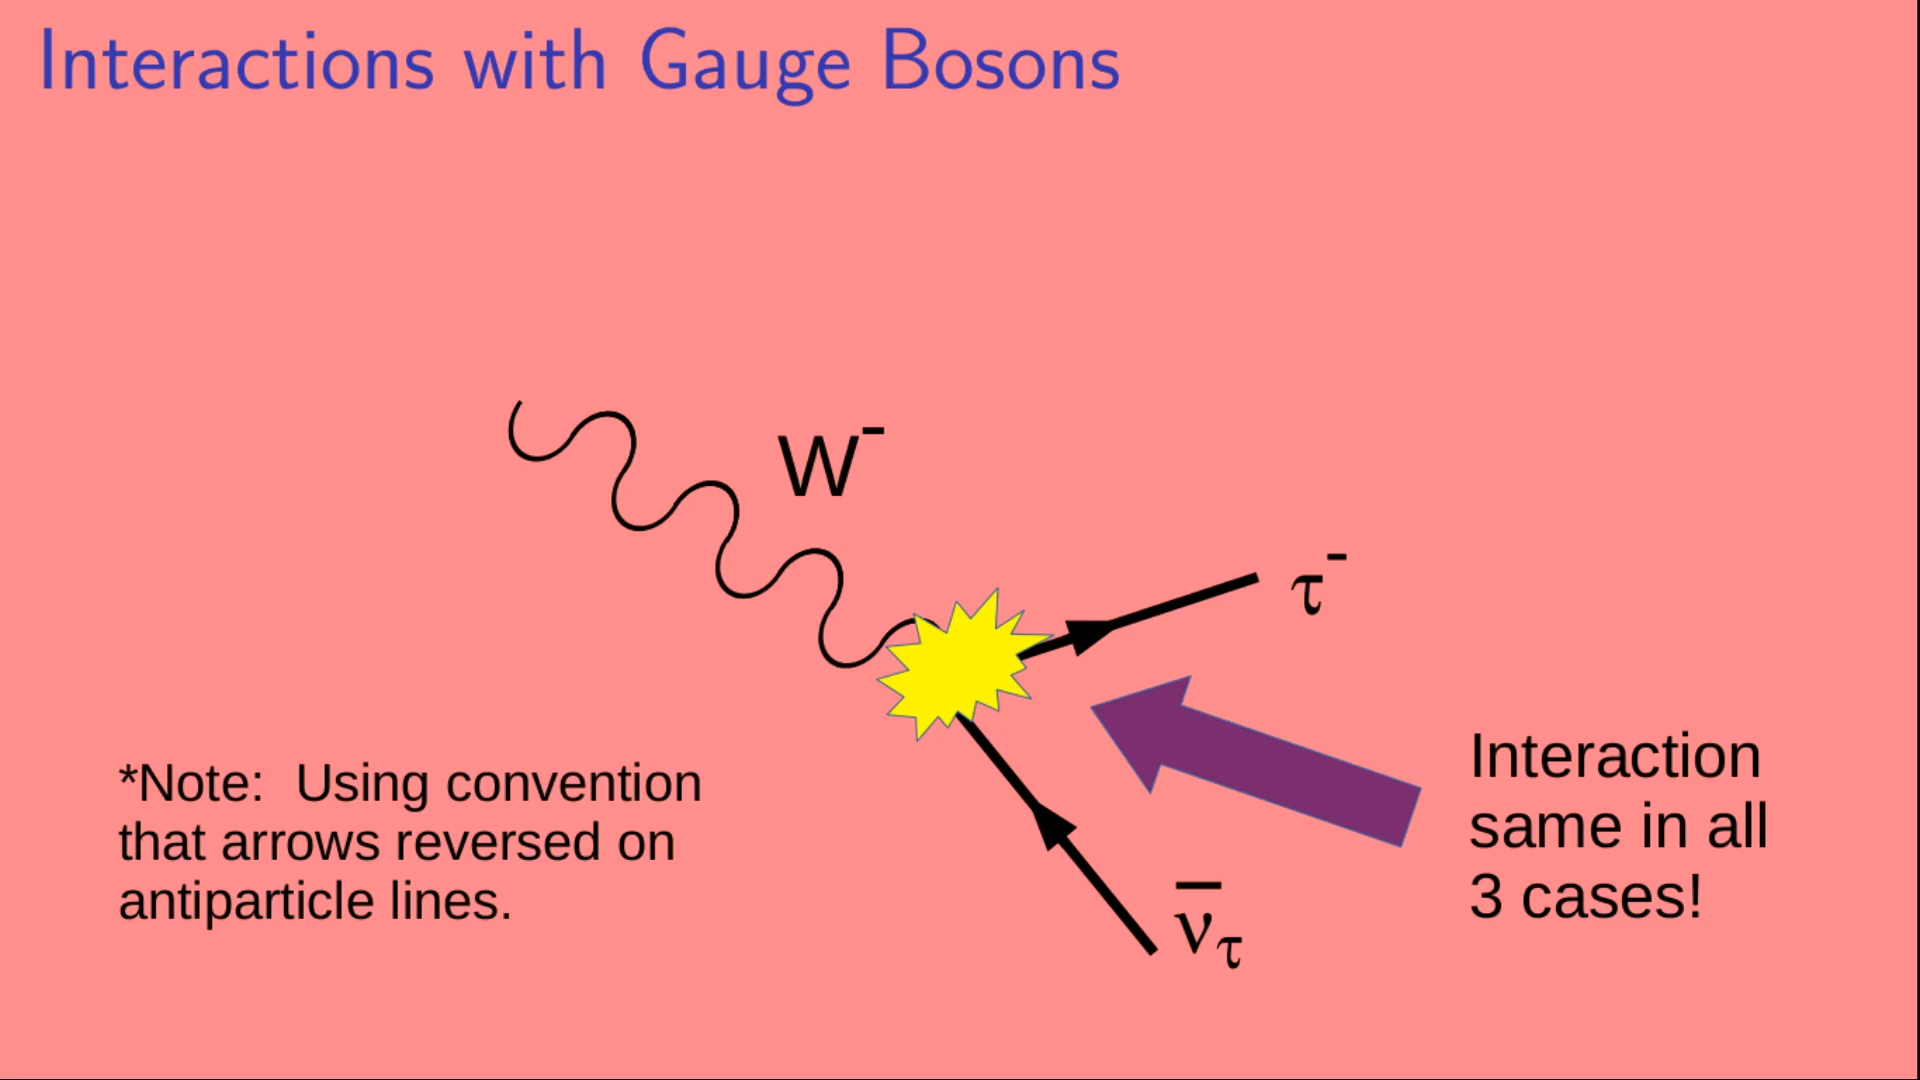 Interactions with Gauge Bosons
W⁻
τ⁻
*Note: Using convention
that arrows reversed on
antiparticle lines.
Interaction
same in all
3 cases!
ν̅τ